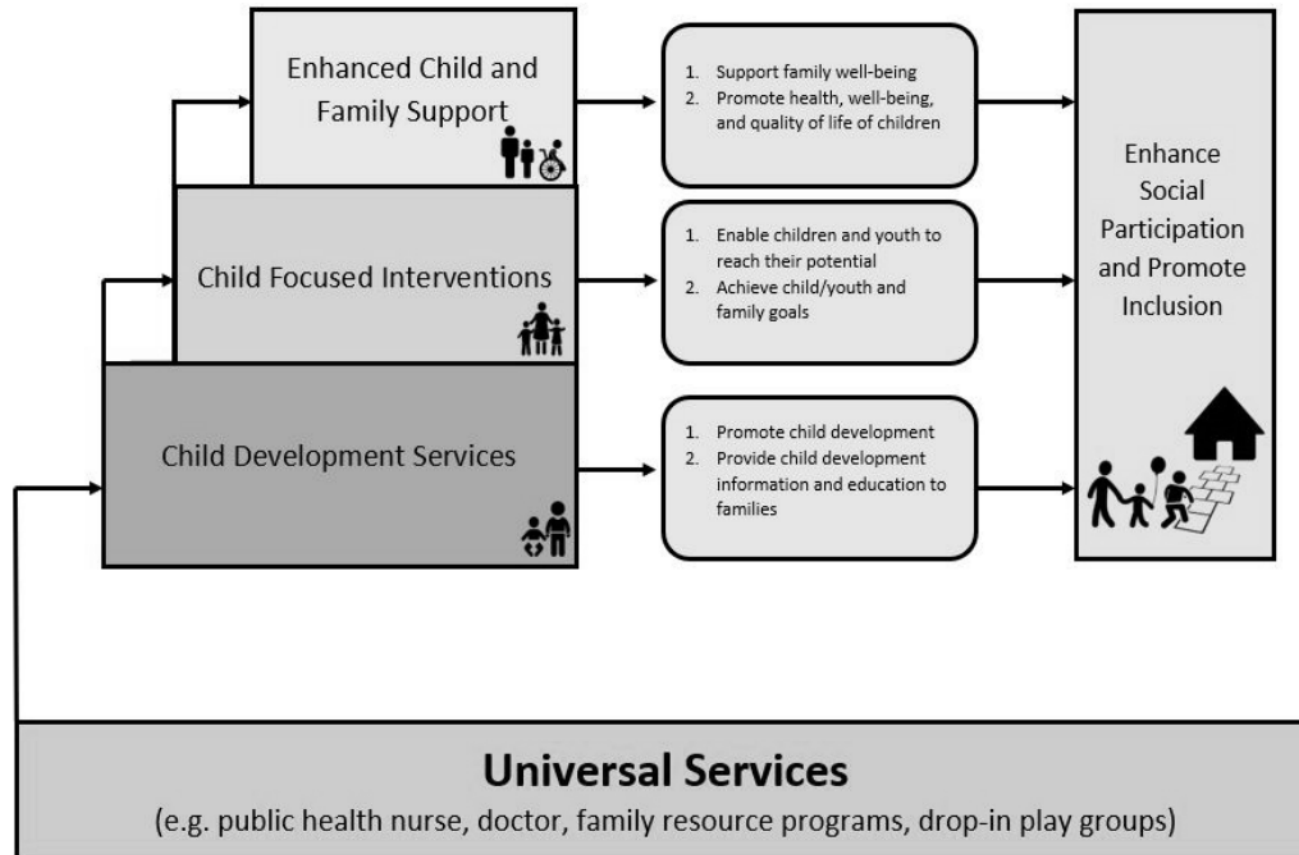 Enhanced Child and
Family Support
1. Support family well-being
2. Promote health, well-being,
and quality of life of children
Enhance
Social
Participation
and Promote
Inclusion
Child Focused Interventions
1. Enable children and youth to
reach their potential
2. Achieve child/youth and
family goals
Child Development Services
1. Promote child development
2. Provide child development
information and education to
families
Universal Services
(e.g. public health nurse, doctor, family resource programs, drop-in play groups)